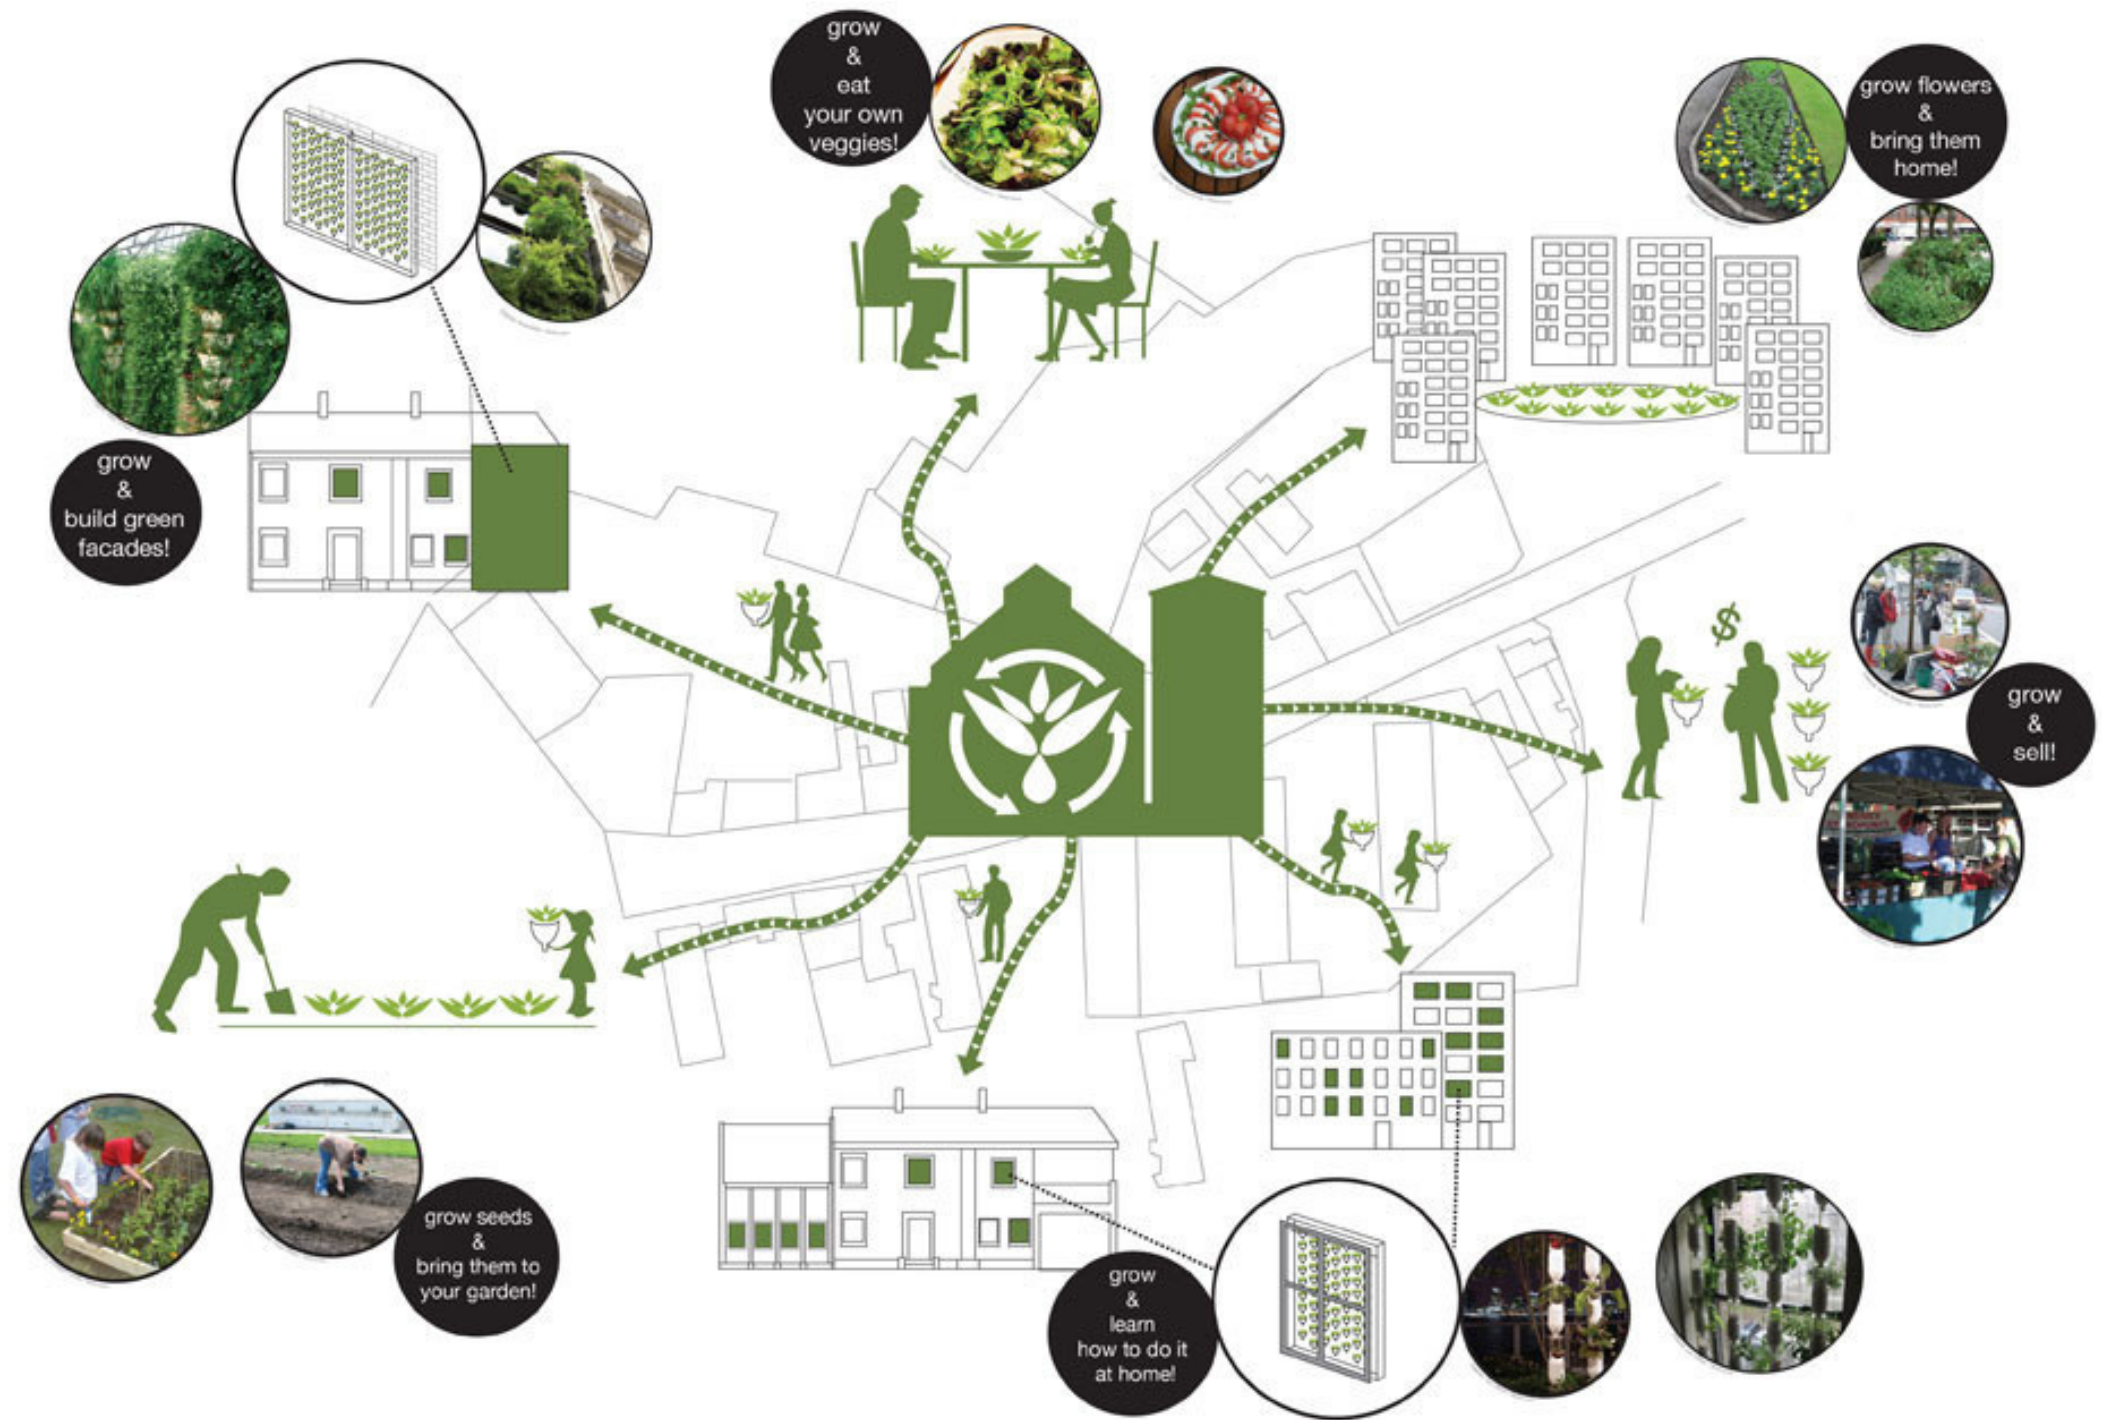 grow
&
eat
your own
veggies!
grow flowers
&
bring them
home!
grow
&
build green
facades!
$
grow
&
sell!
grow seeds
&
bring them to
your garden!
grow
&
learn
how to do it
at home!